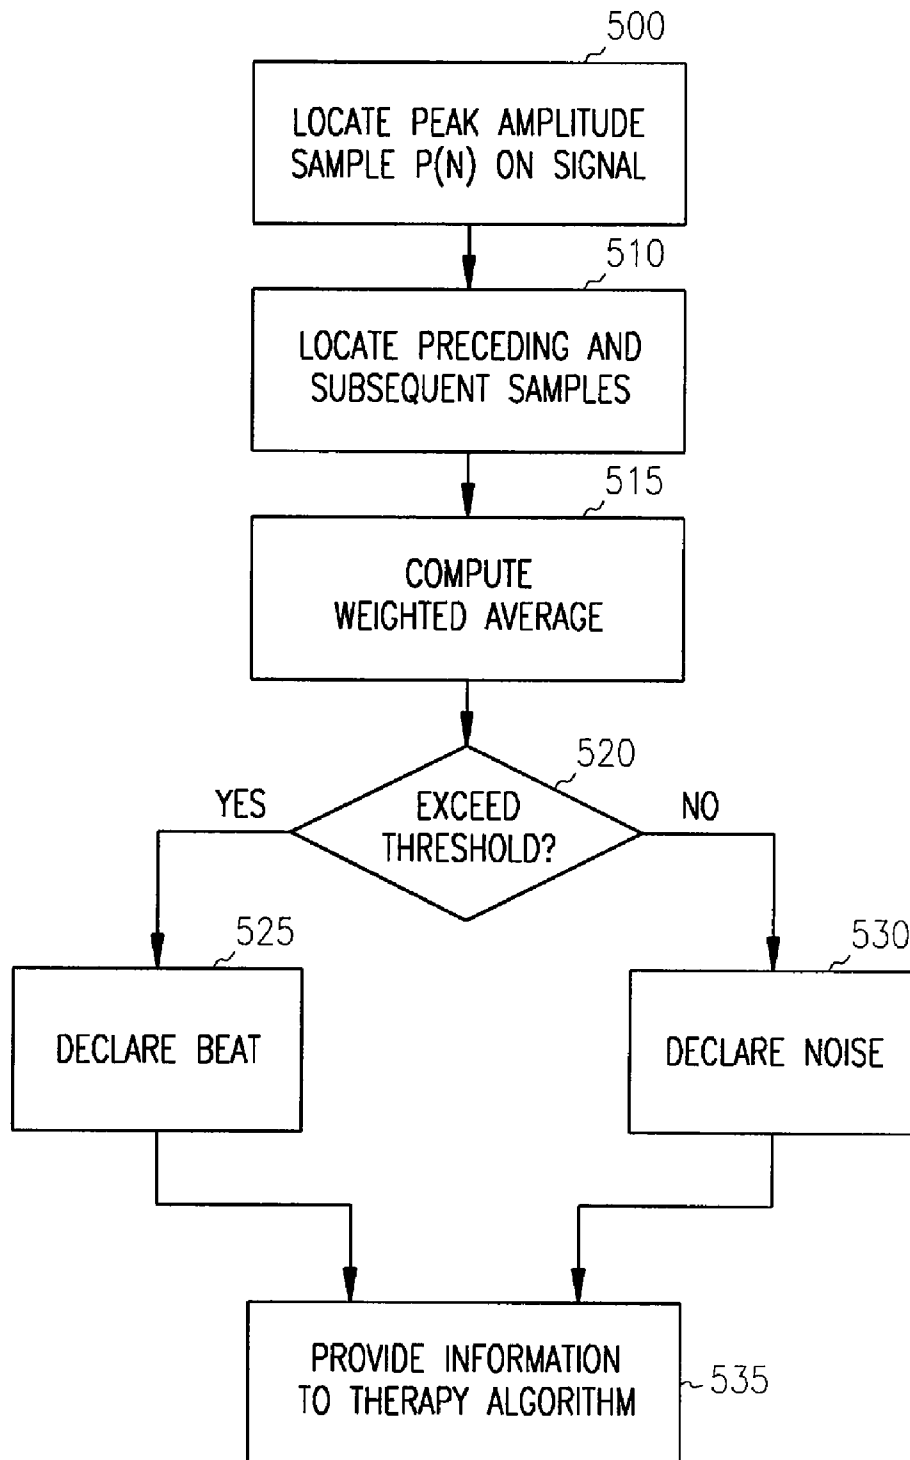 500
LOCATE PEAK AMPLITUDE
SAMPLE P(N) ON SIGNAL
510
LOCATE PRECEDING AND
SUBSEQUENT SAMPLES
515
COMPUTE
WEIGHTED AVERAGE
520
YES
EXCEED
THRESHOLD?
NO
525
DECLARE BEAT
530
DECLARE NOISE
PROVIDE INFORMATION
TO THERAPY ALGORITHM
535